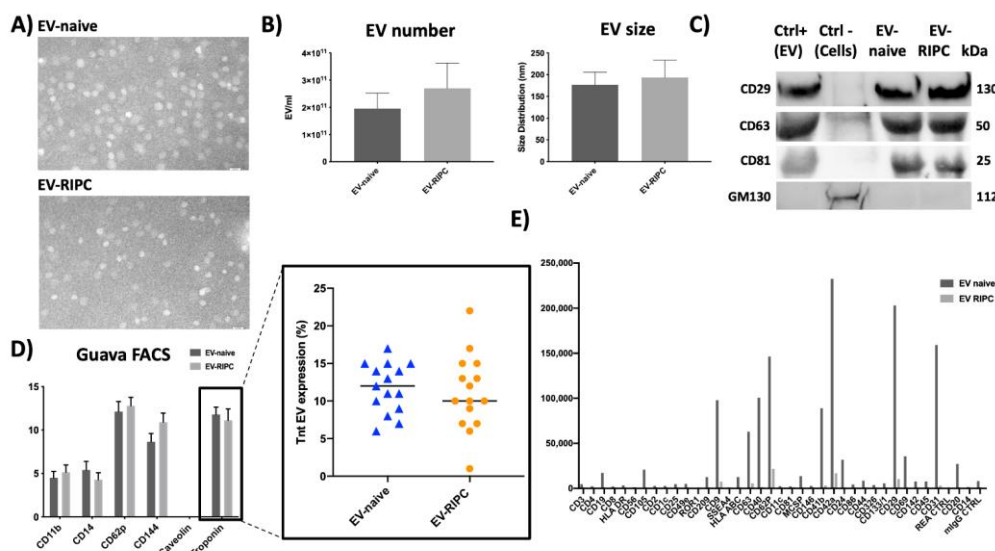 A)
EV-naive
EV-RIPC
B)
EV number
EV/ml
4×10¹¹
3×10¹¹
2×10¹¹
1×10¹¹
0
EV-naive
EV-RIPC
EV size
Size Distribution (nm)
250
200
150
100
50
0
EV-naive
EV-RIPC
C)
Ctrl+ Ctrl - EV- EV-
(EV) (Cells) naive RIPC kDa
CD29 130
CD63 50
CD81 25
GM130 112
D)
Guava FACS
EV-naive
EV-RIPC
15
10
5
0
CD11b
CD14
CD62p
CD144
Caveolin
Troponin
Tnt EV expression (%)
25
20
15
10
5
0
EV-naive
EV-RIPC
E)
EV naive
EV RIPC
250,000
200,000
150,000
100,000
50,000
0
CD3
CD4
CD19
CD8
HLA DR
CD56
CD105
CD2
CD1c
CD25
CD49e
ROR1
CD209
CD9
SSEA4
HLA ABC
CD63
CD40
CD62P
CD11c
CD81
MCSP
CD146
CD41b
CD42a
CD24
CD86
CD44
CD326
CD133/1
CD29
CD69
CD142
CD45
CD31
REA CTRL
CD20
CD14
mIgG CTRL